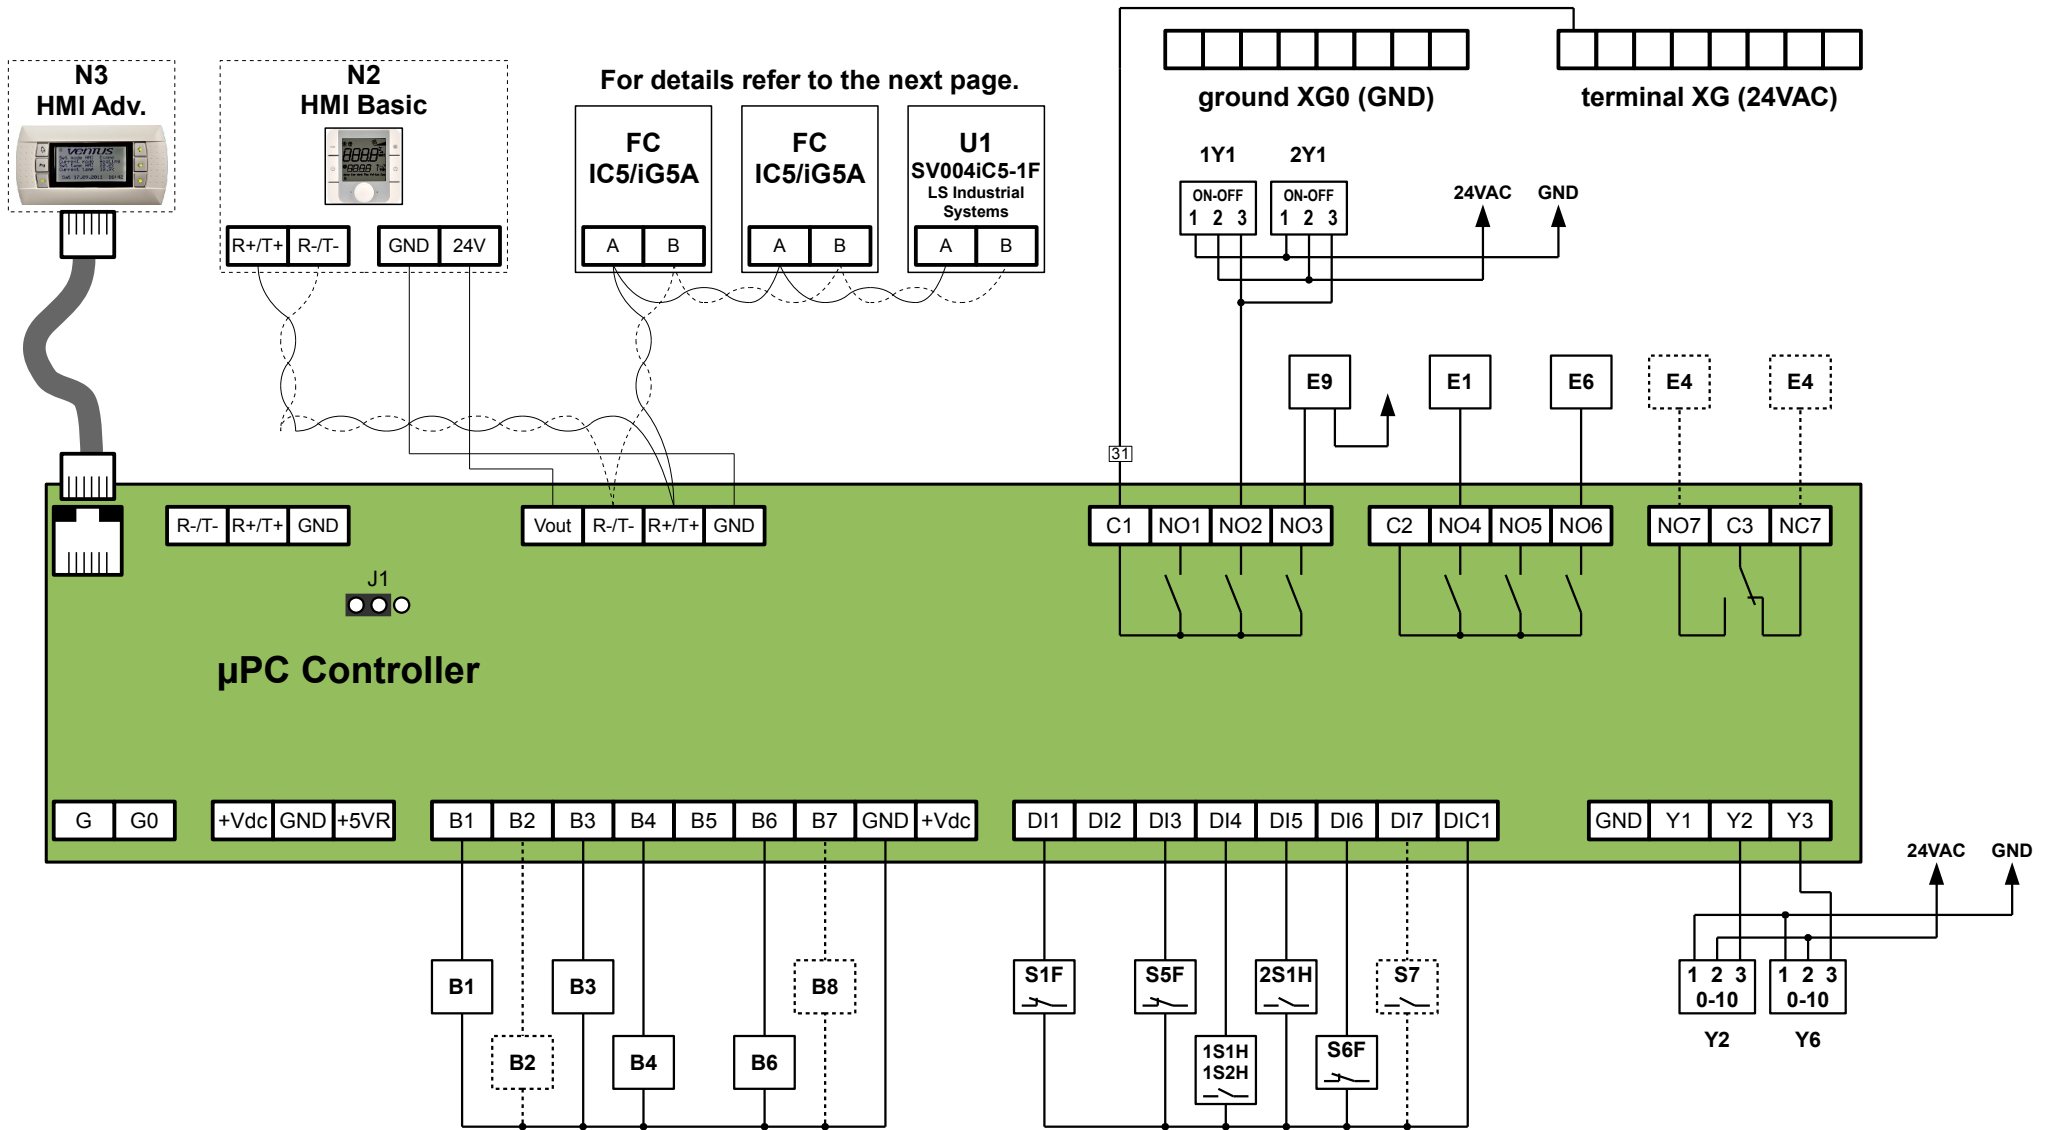 N3
HMI Adv.
VENTUS
N2
HMI Basic
R+/T+ R-/T- GND 24V
For details refer to the next page.
FC
IC5/iG5A
A B
FC
IC5/iG5A
A B
U1
SV004iC5-1F
LS Industrial
Systems
A B
ground XG0 (GND)
terminal XG (24VAC)
1Y1 2Y1
ON-OFF ON-OFF
1 2 3 1 2 3
24VAC GND
E9 E1 E6 E4 E4
31
R-/T- R+/T+ GND
Vout R-/T- R+/T+ GND
C1 NO1 NO2 NO3
C2 NO4 NO5 NO6
NO7 C3 NC7
J1
µPC Controller
G G0
+Vdc GND +5VR
B1 B2 B3 B4 B5 B6 B7 GND +Vdc
DI1 DI2 DI3 DI4 DI5 DI6 DI7 DIC1
GND Y1 Y2 Y3
24VAC GND
B1 B3 B8
B2 B4 B6
S1F S5F 2S1H S7
1S1H
1S2H
S6F
1 2 3 1 2 3
0-10 0-10
Y2 Y6